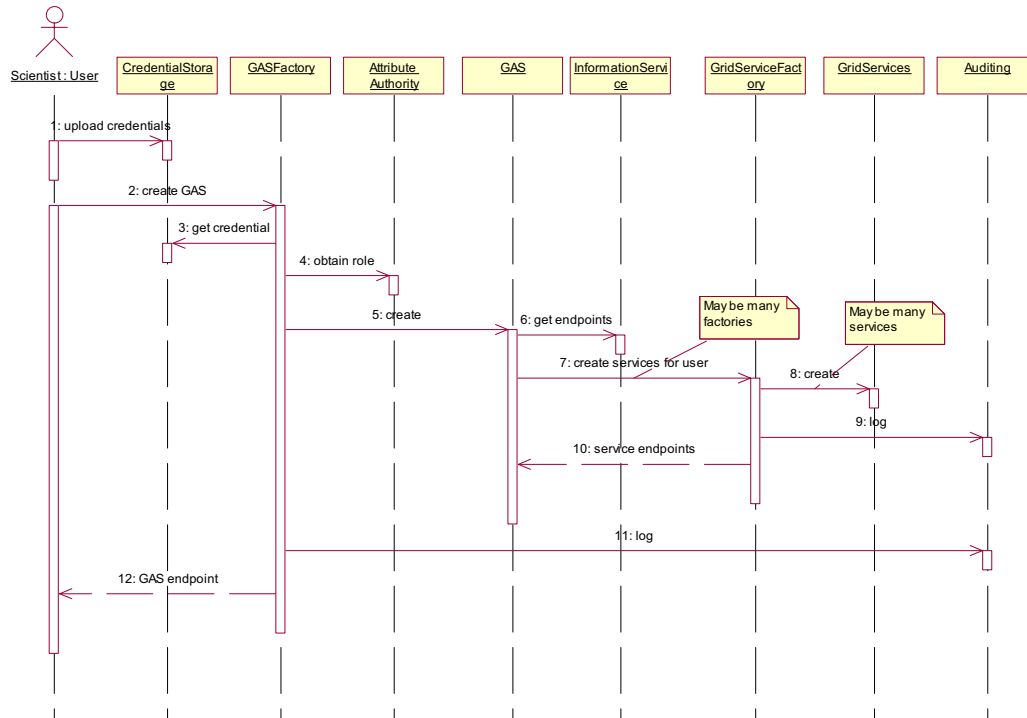 Scientist : User
CredentialStora
ge
GASFactory
Attribute
Authority
GAS
InformationServi
ce
GridServiceFact
ory
GridServices
Auditing
1: upload credentials
2: create GAS
3: get credential
4: obtain role
5: create
6: get endpoints
May be many
factories
May be many
services
7: create services for user
8: create
9: log
10: service endpoints
11: log
12: GAS endpoint